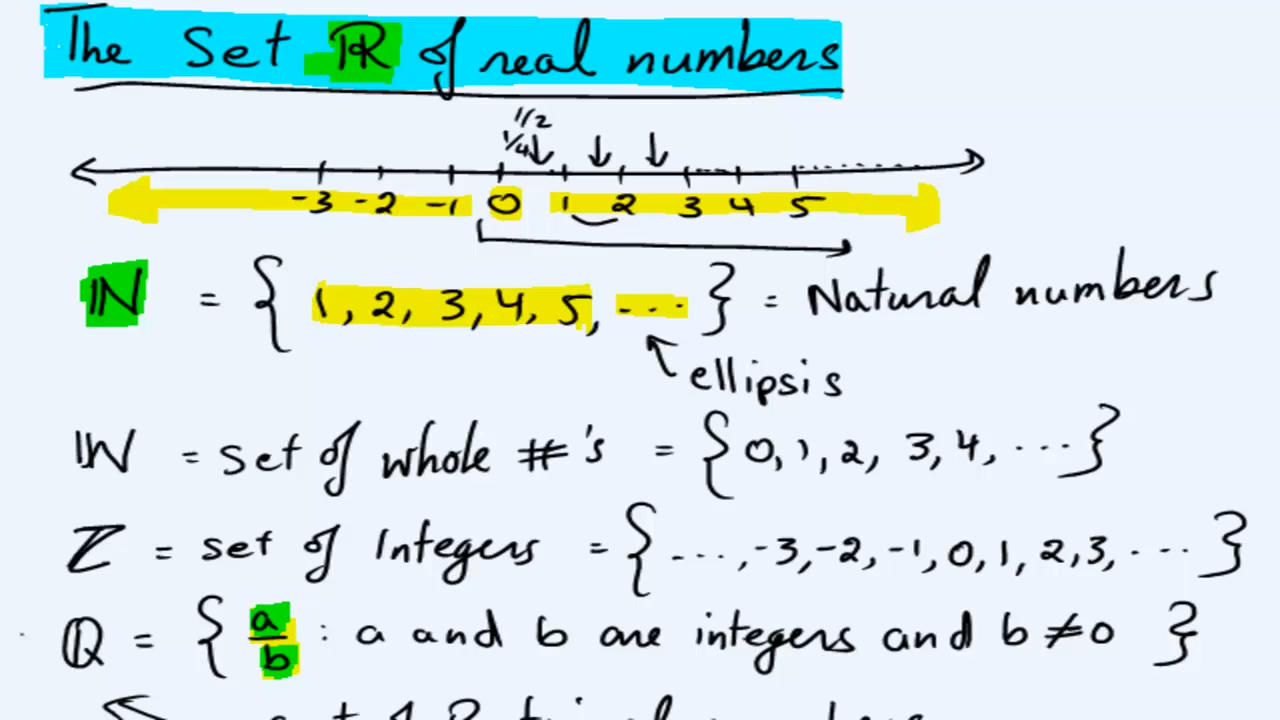 The Set ℝ of real numbers
1/2
1/4
-3 -2 -1 0 1 2 3 4 5
ℕ = { 1, 2, 3, 4, 5, ... } = Natural numbers
ellipsis
𝕎 = set of whole #'s = { 0, 1, 2, 3, 4, ... }
ℤ = set of Integers = { ..., -3, -2, -1, 0, 1, 2, 3, ... }
ℚ = { a/b : a and b are integers and b ≠ 0 }